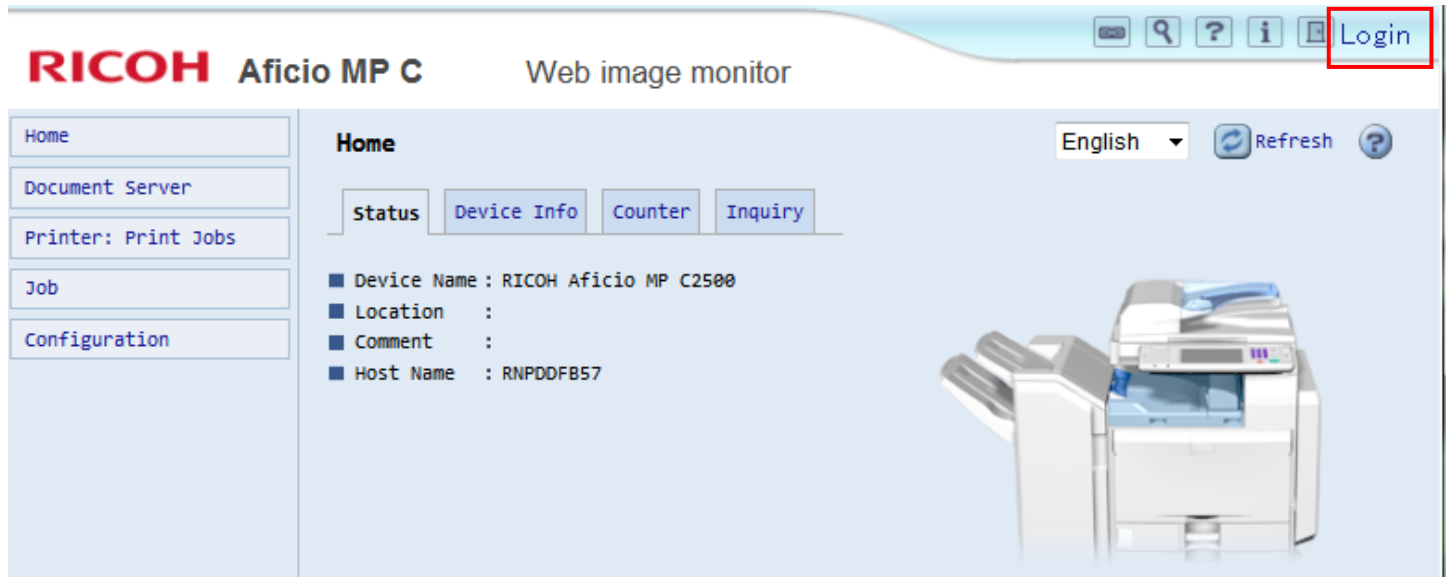 Login
RICOH Aficio MP C Web image monitor
Home
Document Server
Printer: Print Jobs
Job
Configuration
Home
English Refresh
Status Device Info Counter Inquiry
Device Name : RICOH Aficio MP C2500
Location :
Comment :
Host Name : RNPDDFB57